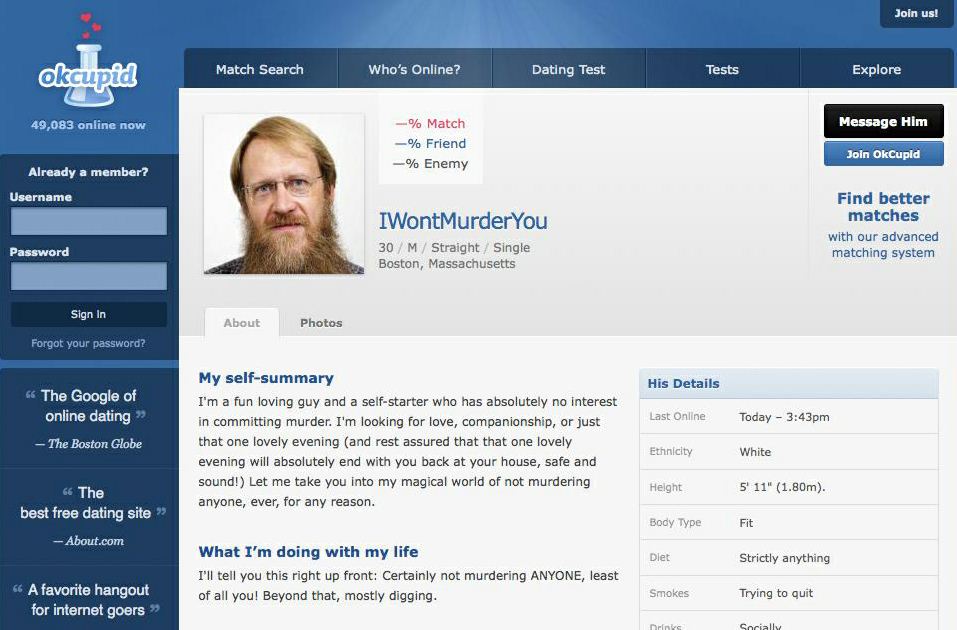 Join us!
okcupid
49,083 online now
Match Search
Who's Online?
Dating Test
Tests
Explore
Already a member?
Username
Password
Sign In
Forgot your password?
“ The Google of
online dating ”
— The Boston Globe
“ The
best free dating site ”
— About.com
“ A favorite hangout
for internet goers ”
—% Match
—% Friend
—% Enemy
IWontMurderYou
30 / M / Straight / Single
Boston, Massachusetts
Message Him
Join OkCupid
Find better
matches
with our advanced
matching system
About
Photos
My self-summary
I'm a fun loving guy and a self-starter who has absolutely no interest
in committing murder. I'm looking for love, companionship, or just
that one lovely evening (and rest assured that that one lovely
evening will absolutely end with you back at your house, safe and
sound!) Let me take you into my magical world of not murdering
anyone, ever, for any reason.
What I'm doing with my life
I'll tell you this right up front: Certainly not murdering ANYONE, least
of all you! Beyond that, mostly digging.
His Details
Last Online Today – 3:43pm
Ethnicity White
Height 5' 11" (1.80m).
Body Type Fit
Diet Strictly anything
Smokes Trying to quit
Drinks Socially